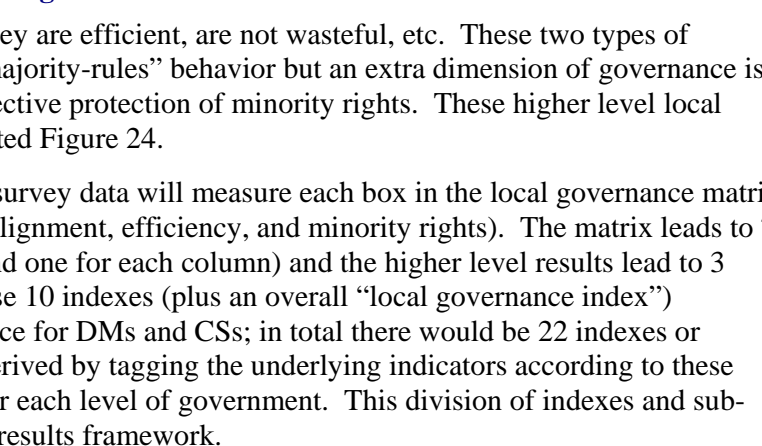 ey are efficient, are not wasteful, etc. These two types of
ajority-rules” behavior but an extra dimension of governance is
ective protection of minority rights. These higher level local
ted Figure 24.
survey data will measure each box in the local governance matri
lignment, efficiency, and minority rights). The matrix leads to
d one for each column) and the higher level results lead to 3
se 10 indexes (plus an overall “local governance index”)
ce for DMs and CSs; in total there would be 22 indexes or
erived by tagging the underlying indicators according to these
r each level of government. This division of indexes and sub-
results framework.